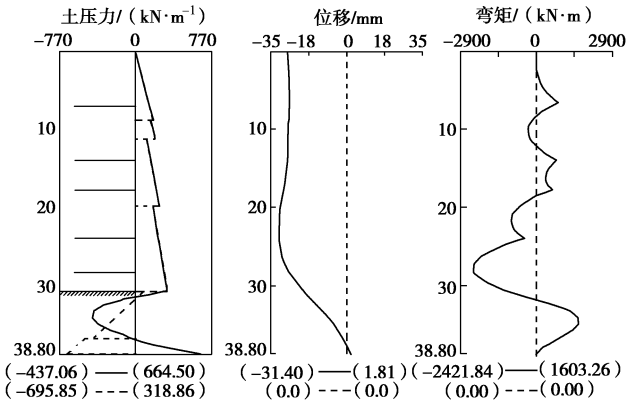 土压力/（kN·m⁻¹） 位移/mm 弯矩/（kN·m）
-770 0 770 -35 -18 0 18 35 -2900 0 2900
10 10 10
20 20 20
30 30 30
38.80 38.80 38.80
（-437.06） （664.50） （-31.40） （1.81） （-2421.84） （1603.26）
（-695.85） （318.86） （0.0） （0.0） （0.00） （0.00）